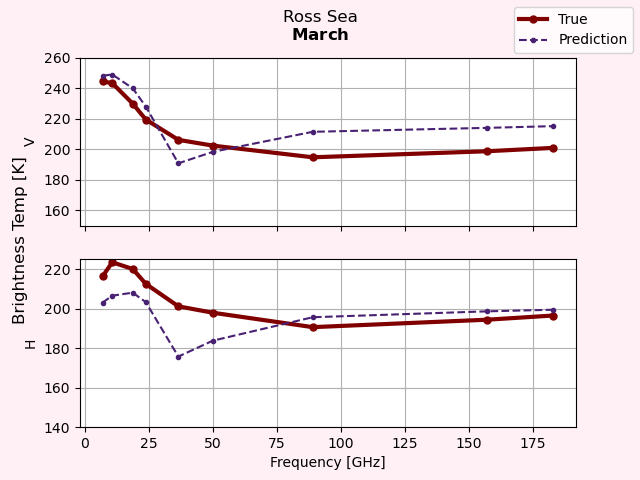 Ross Sea
March
True
Prediction
Brightness Temp [K]
V
260
240
220
200
180
160
H
220
200
180
160
140
0 25 50 75 100 125 150 175
Frequency [GHz]